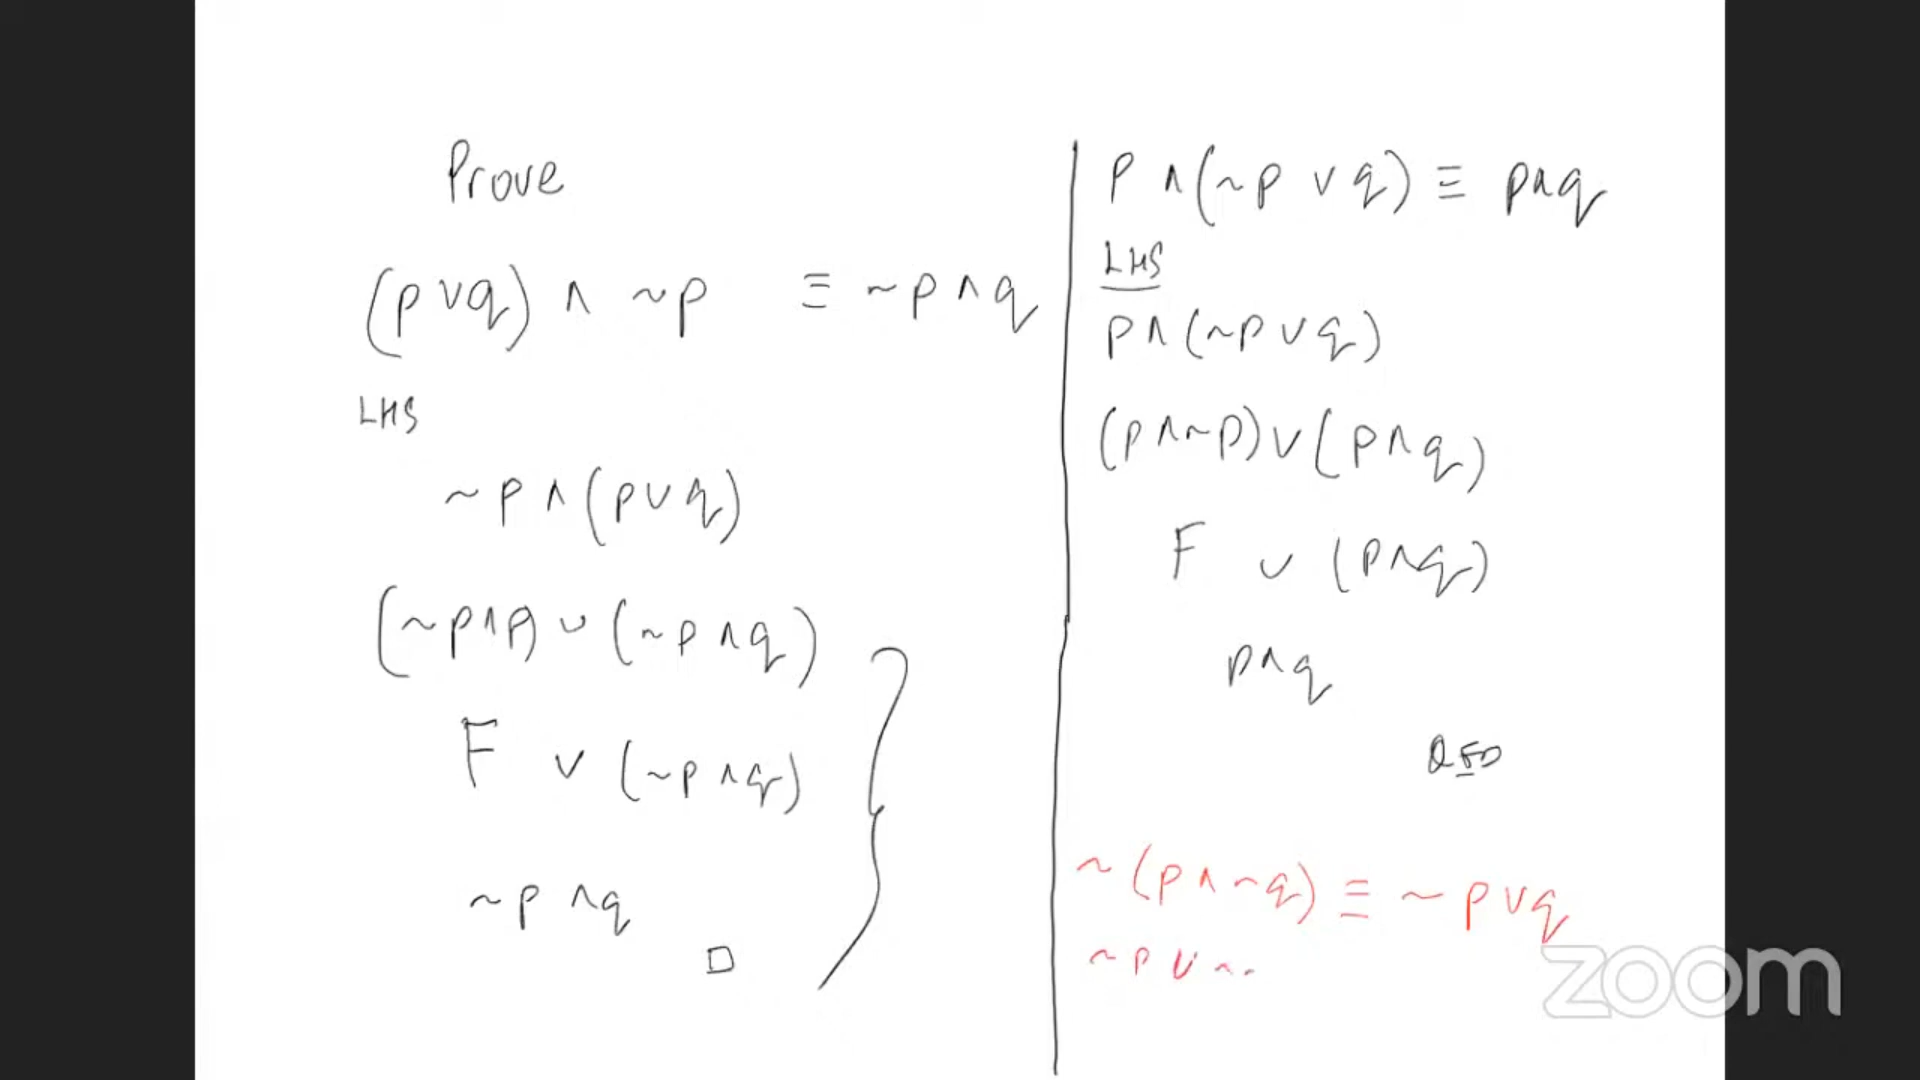 Prove
(p ∨ q) ∧ ~p ≡ ~p ∧ q
LHS
~p ∧ (p ∨ q)
(~p ∧ p) ∨ (~p ∧ q)
F ∨ (~p ∧ q)
~p ∧ q
□
p ∧ (~p ∨ q) ≡ p ∧ q
LHS
p ∧ (~p ∨ q)
(p ∧ ~p) ∨ (p ∧ q)
F ∨ (p ∧ q)
p ∧ q
QED
~(p ∧ ~q) ≡ ~p ∨ q
~p ∨ ~
zoom